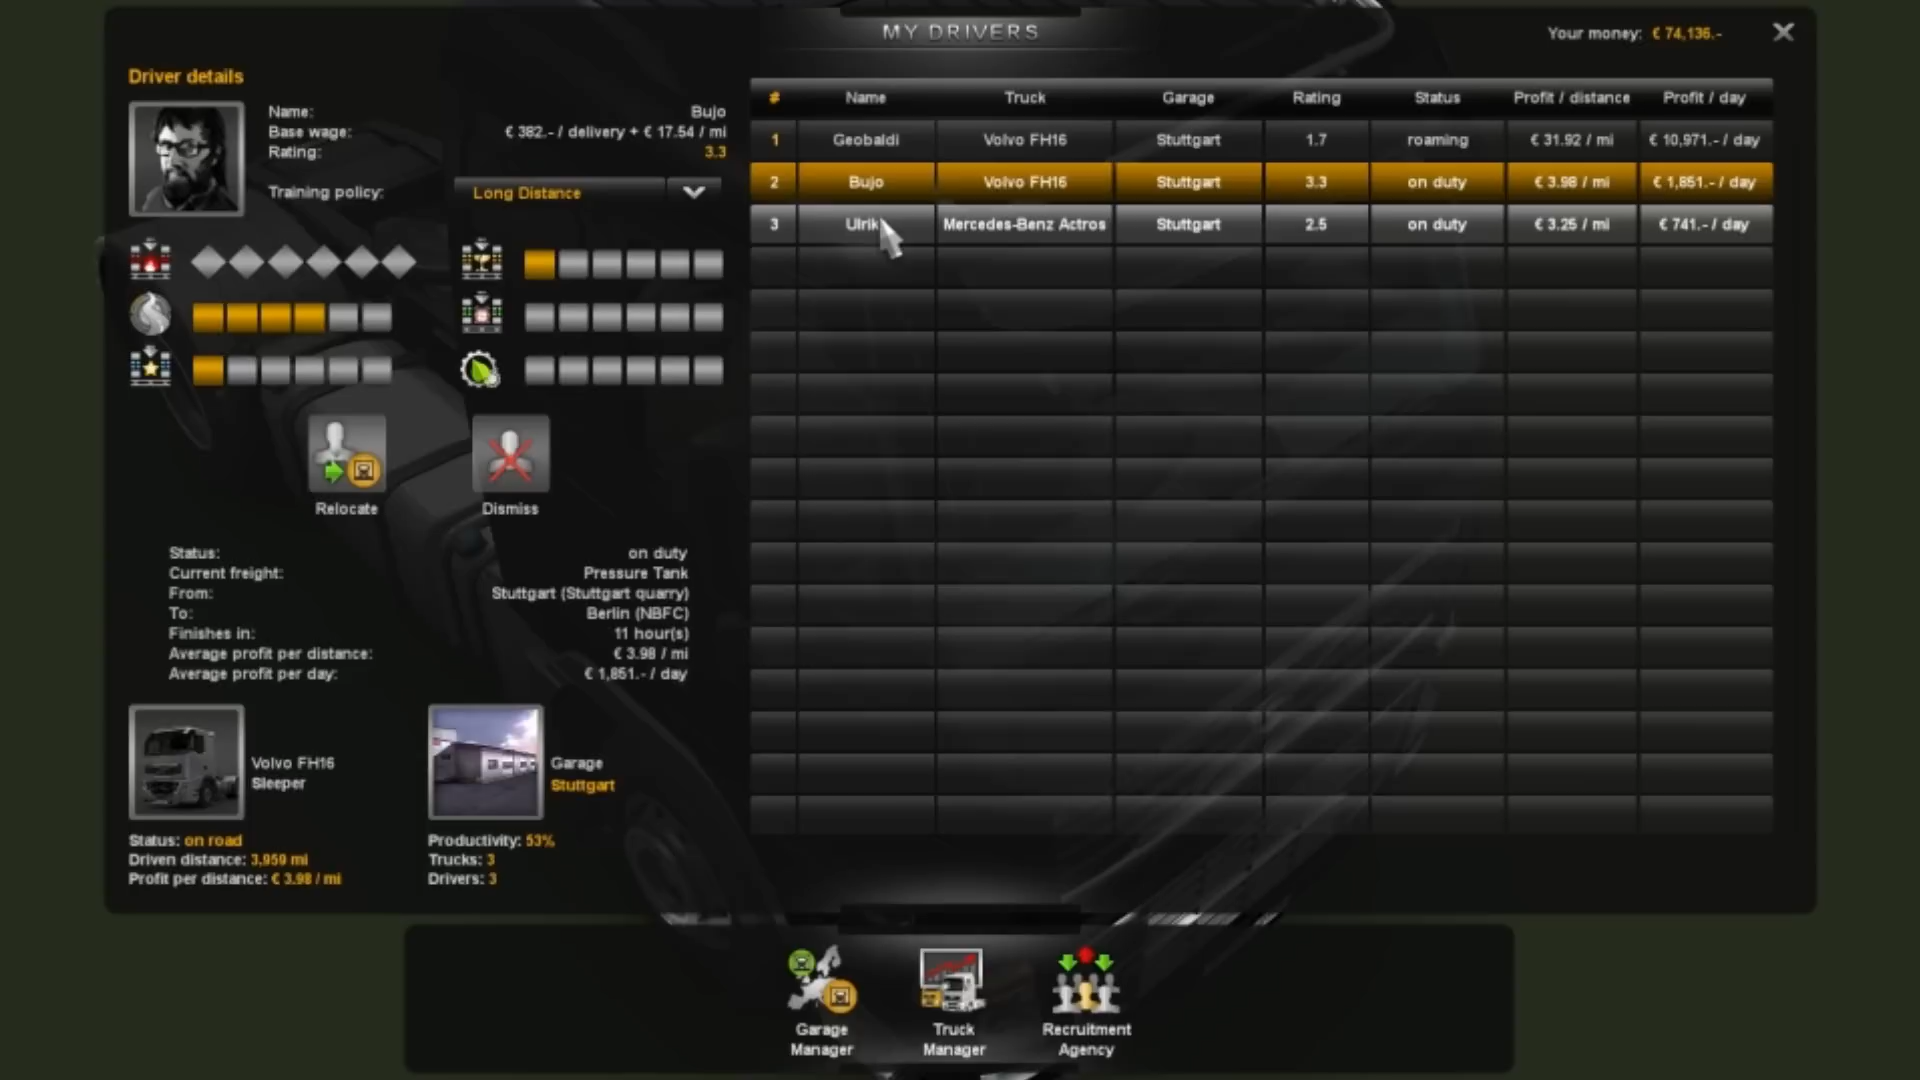 MY DRIVERS
Your money: € 74,136.-
Driver details
Name: Bujo
Base wage: € 382.- / delivery + € 17.54 / mi
Rating: 3.3
Training policy: Long Distance
Relocate Dismiss
Status: on duty
Current freight: Pressure Tank
From: Stuttgart (Stuttgart quarry)
To: Berlin (NBFC)
Finishes in: 11 hour(s)
Average profit per distance: € 3.98 / mi
Average profit per day: € 1,851.- / day
Volvo FH16
Sleeper
Garage
Stuttgart
Status: on road
Driven distance: 3,959 mi
Profit per distance: € 3.98 / mi
Productivity: 53%
Trucks: 3
Drivers: 3
# Name Truck Garage Rating Status Profit / distance Profit / day
1 Geobaldi Volvo FH16 Stuttgart 1.7 roaming € 31.92 / mi € 10,971.- / day
2 Bujo Volvo FH16 Stuttgart 3.3 on duty € 3.98 / mi € 1,851.- / day
3 Ulrik Mercedes-Benz Actros Stuttgart 2.5 on duty € 3.25 / mi € 741.- / day
Garage
Manager
Truck
Manager
Recruitment
Agency